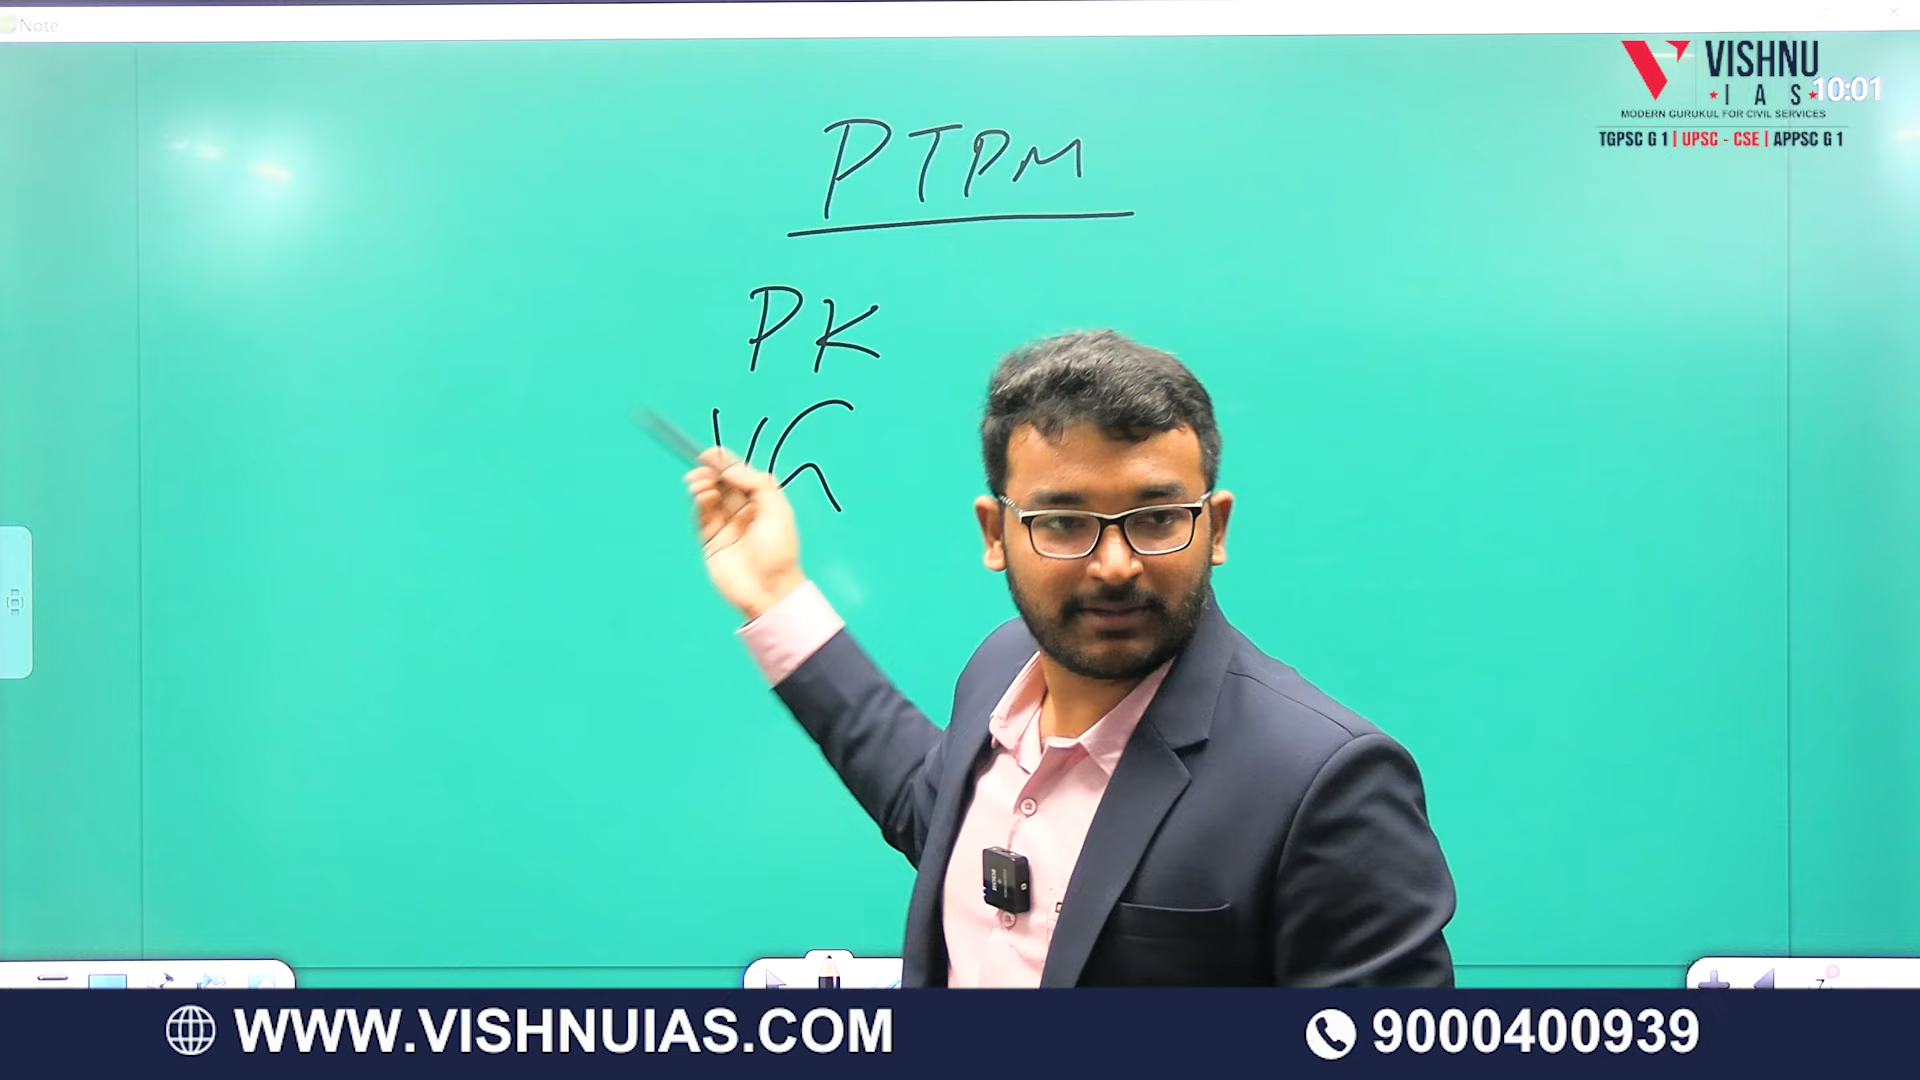 Note
VISHNU
IAS
10:01
MODERN GURUKUL FOR CIVIL SERVICES
TGPSC G 1 | UPSC - CSE | APPSC G 1
PTPM
PK
VG
WWW.VISHNUIAS.COM
9000400939